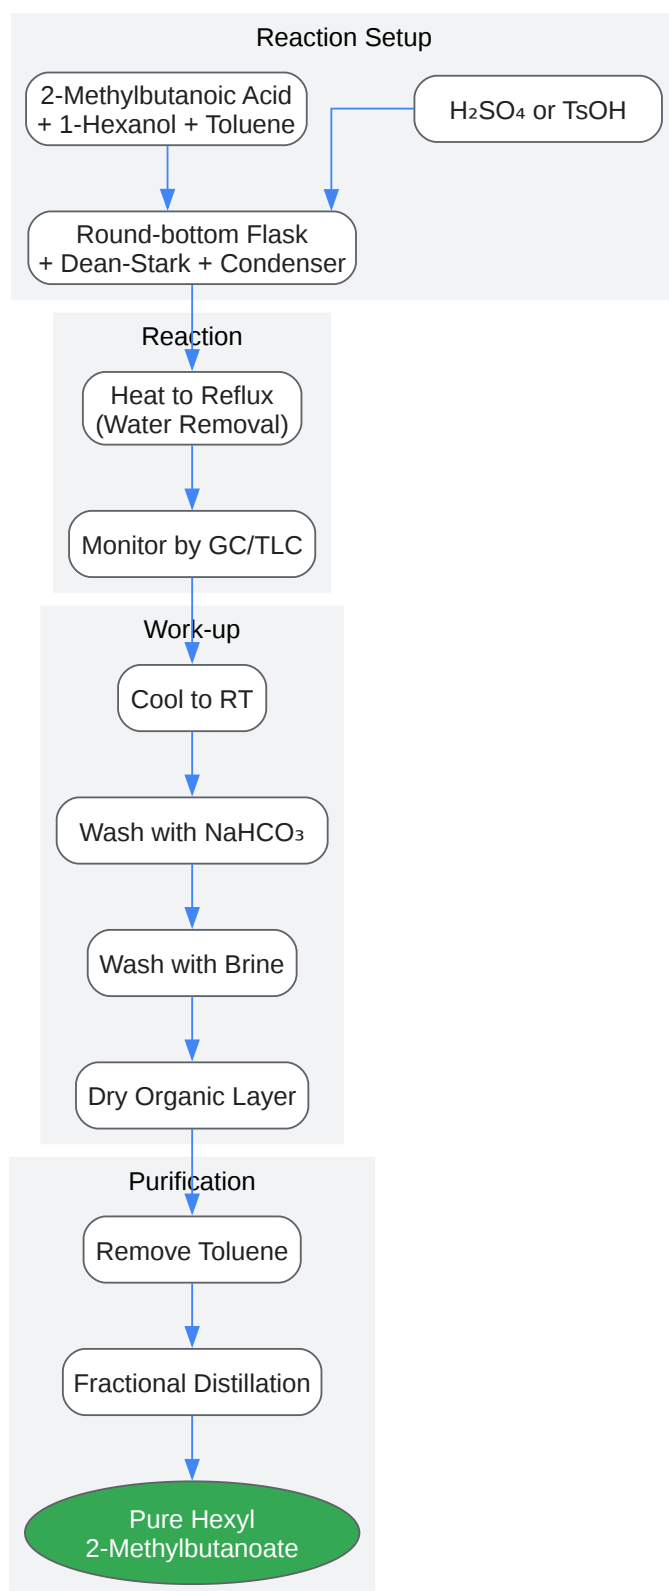 Reaction Setup
2-Methylbutanoic Acid
+ 1-Hexanol + Toluene
H₂SO₄ or TsOH
Round-bottom Flask
+ Dean-Stark + Condenser
Reaction
Heat to Reflux
(Water Removal)
Monitor by GC/TLC
Work-up
Cool to RT
Wash with NaHCO₃
Wash with Brine
Dry Organic Layer
Purification
Remove Toluene
Fractional Distillation
Pure Hexyl
2-Methylbutanoate